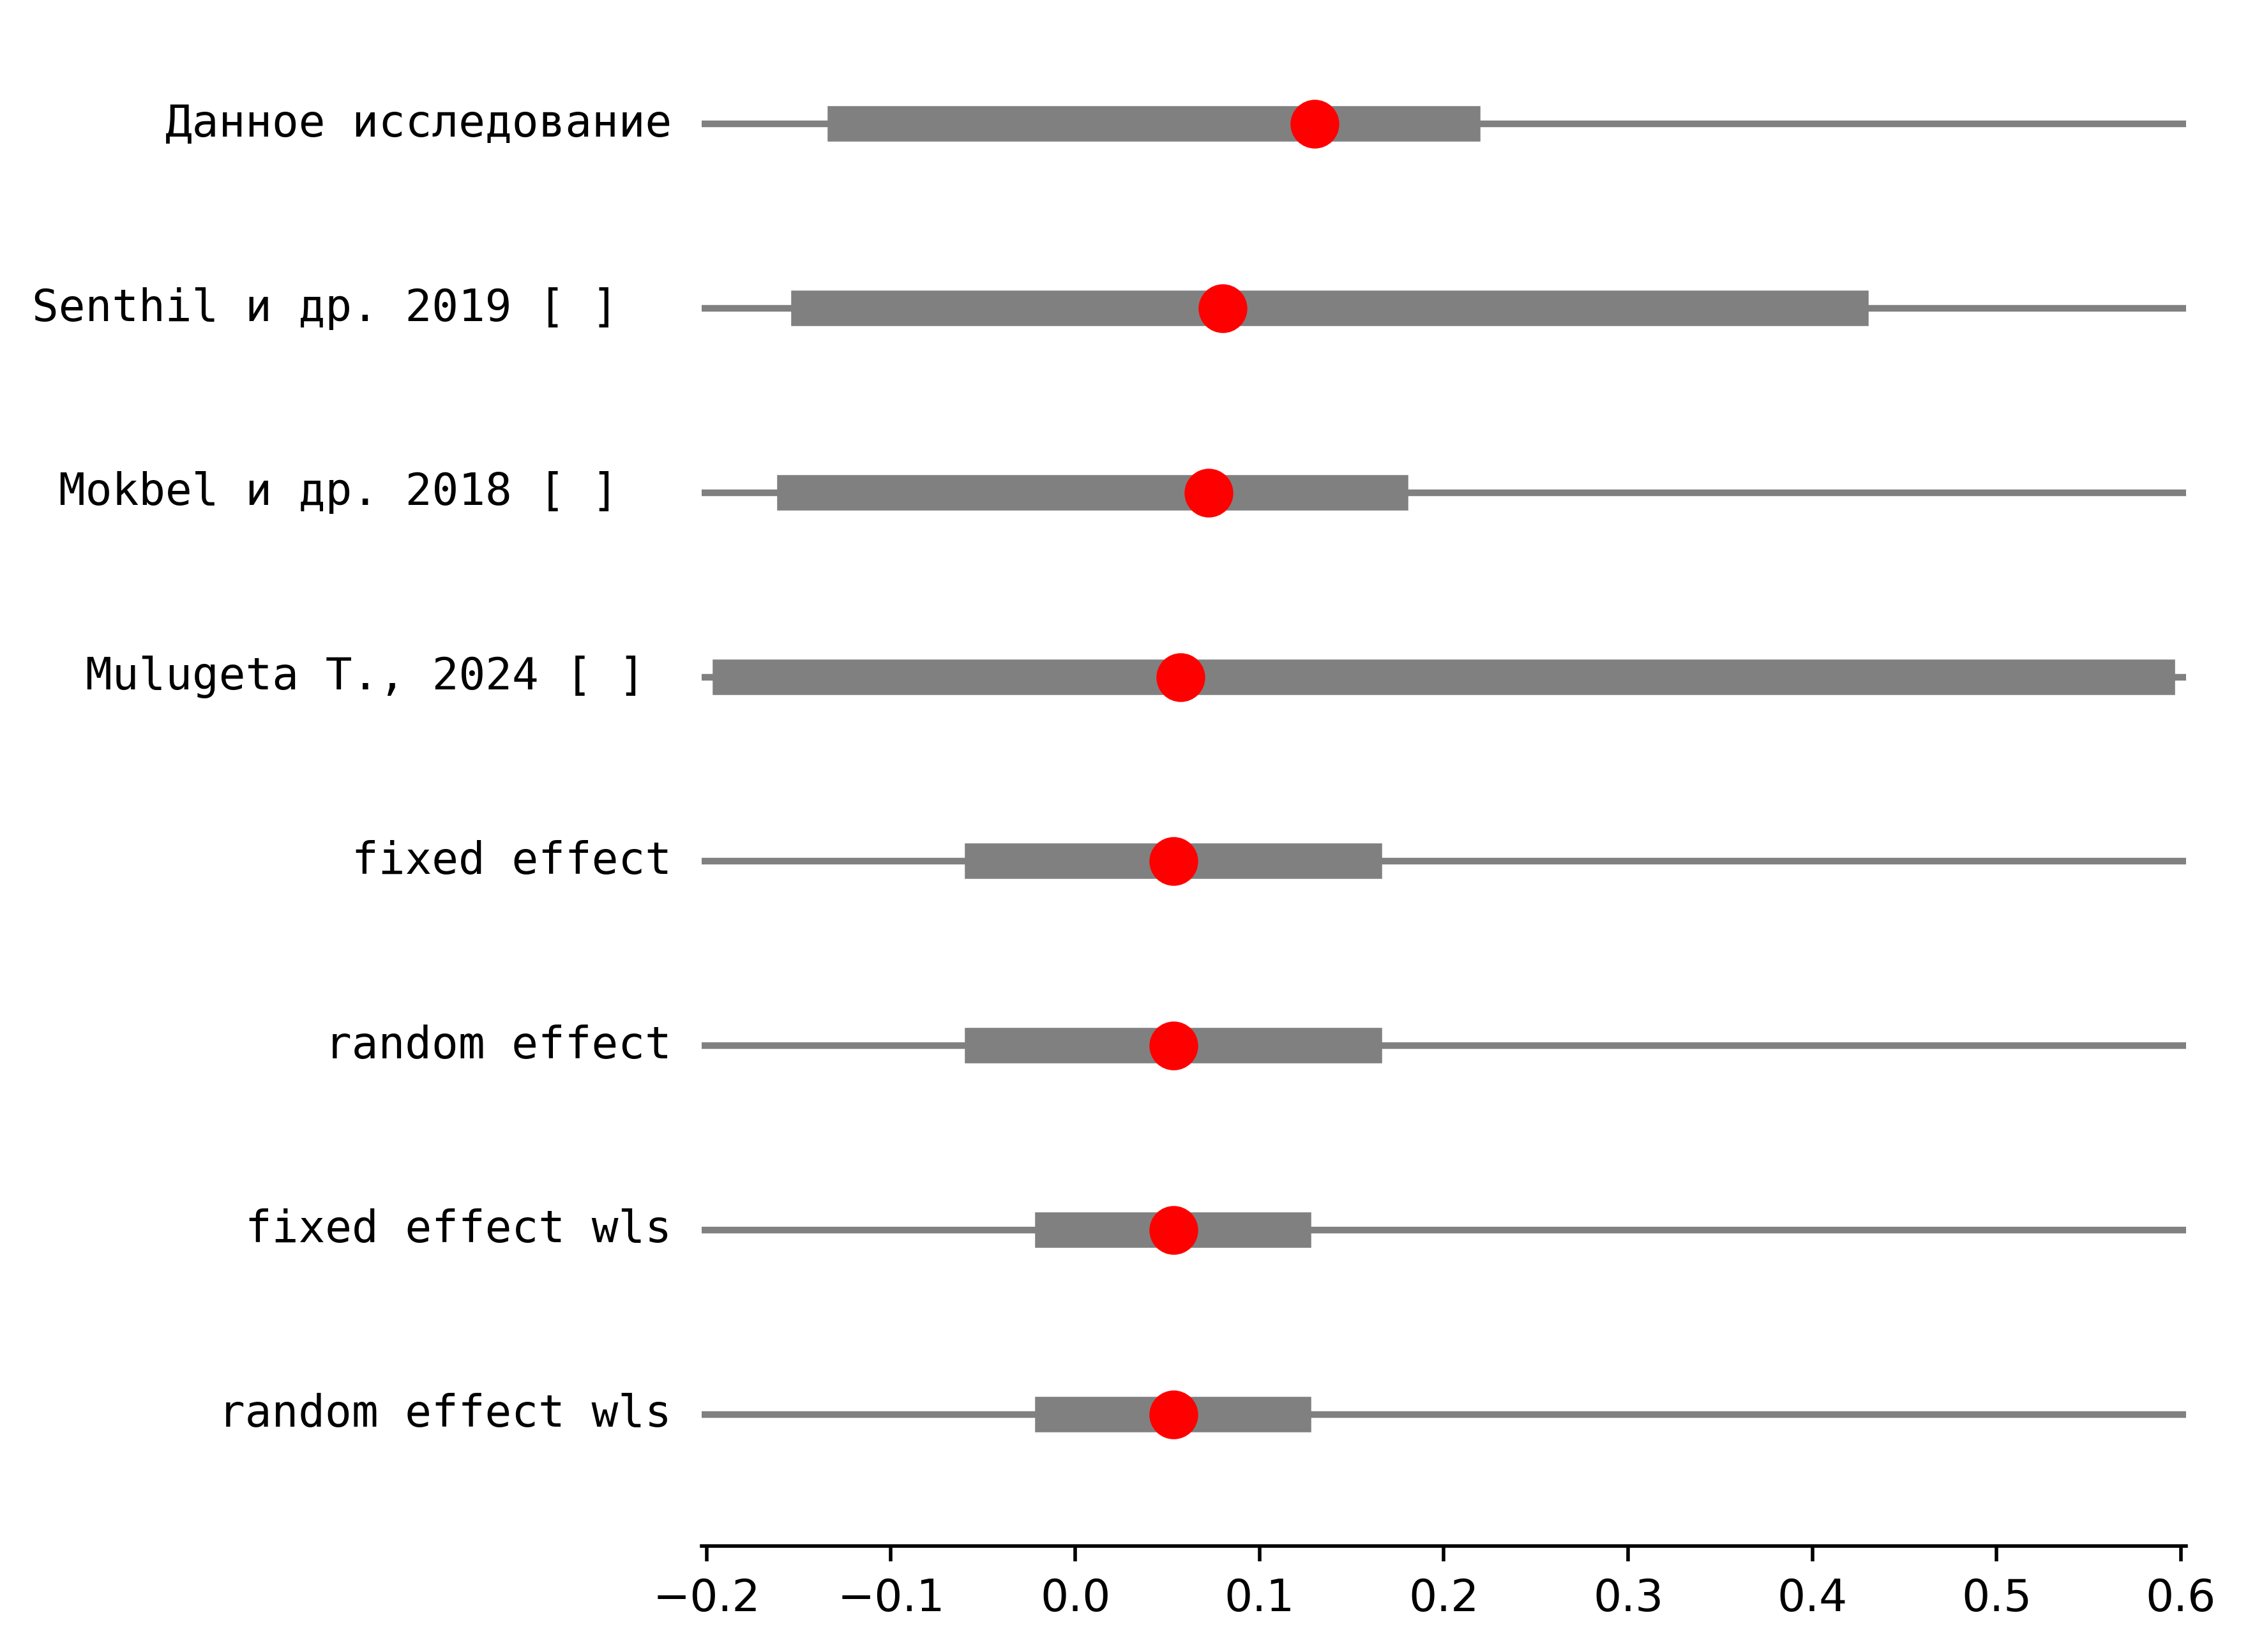 Данное исследование
Senthil и др. 2019 [ ]
Mokbel и др. 2018 [ ]
Mulugeta T., 2024 [ ]
fixed effect
random effect
fixed effect wls
random effect wls
−0.2 −0.1 0.0 0.1 0.2 0.3 0.4 0.5 0.6